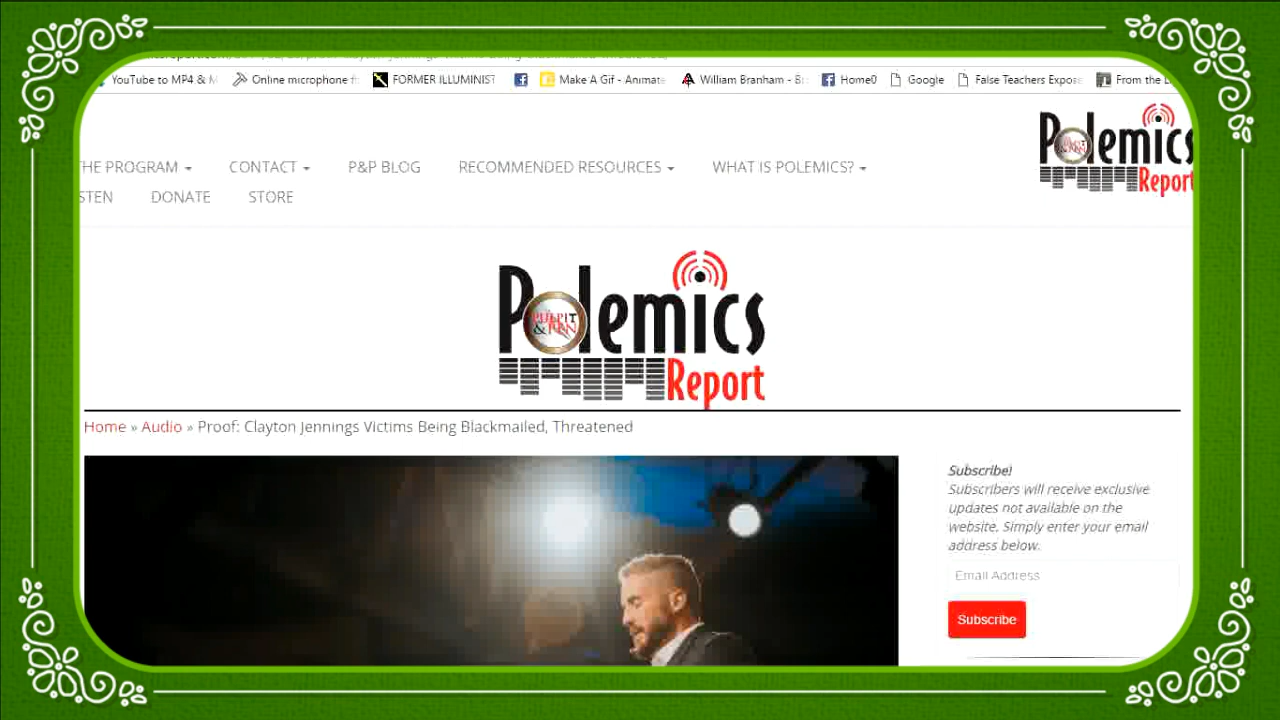 YouTube to MP4 & M
Online microphone f
FORMER ILLUMINIST
Make A Gif - Animate
William Branham - B
Home0
Google
False Teachers Expose
From the L
HE PROGRAM
CONTACT
P&P BLOG
RECOMMENDED RESOURCES
WHAT IS POLEMICS?
STEN
DONATE
STORE
Polemics
Report
Polemics
PULPIT
& PEN
Report
Home » Audio » Proof: Clayton Jennings Victims Being Blackmailed, Threatened
Subscribe!
Subscribers will receive exclusive
updates not available on the
website. Simply enter your email
address below.
Email Address
Subscribe